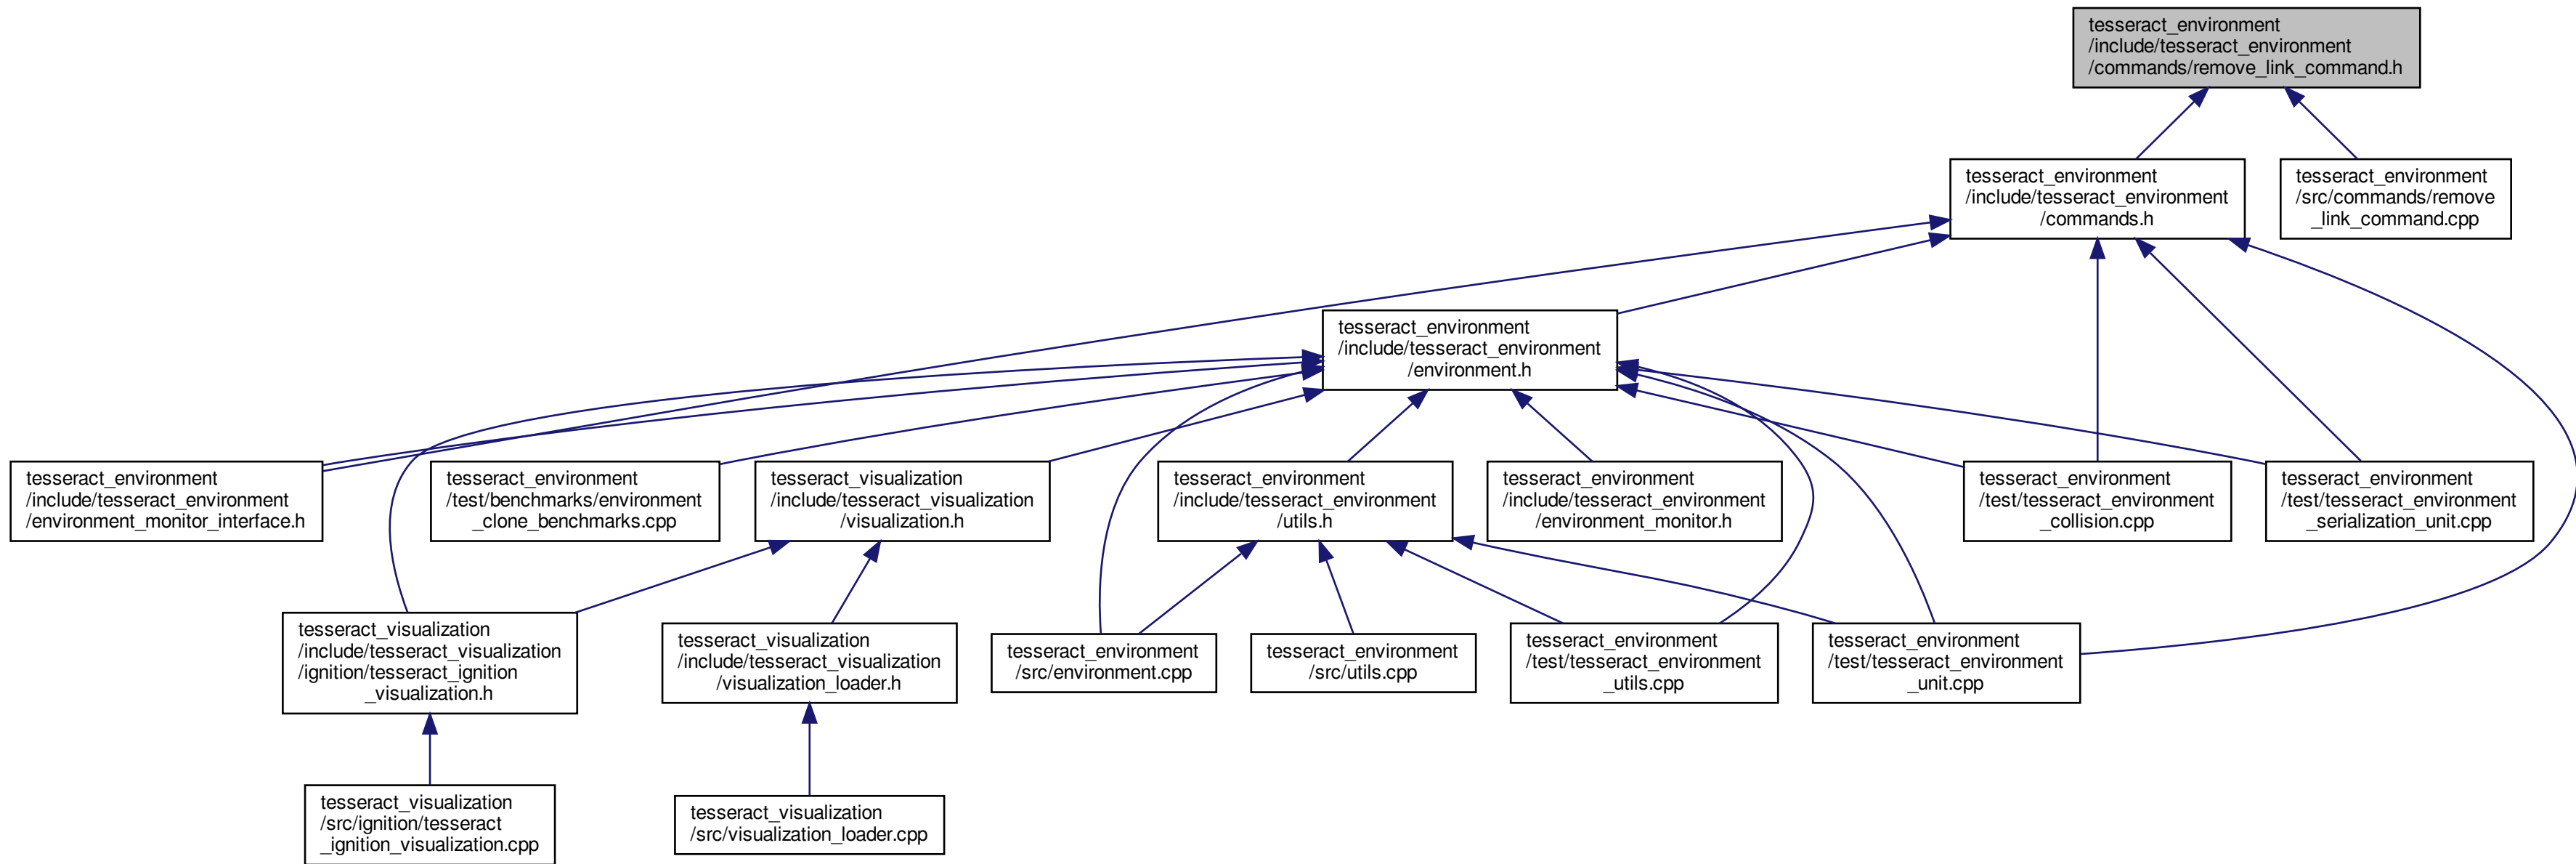 tesseract_environment
/include/tesseract_environment
/commands/remove_link_command.h
tesseract_environment
/include/tesseract_environment
/commands.h
tesseract_environment
/src/commands/remove
_link_command.cpp
tesseract_environment
/include/tesseract_environment
/environment.h
tesseract_environment
/include/tesseract_environment
/environment_monitor_interface.h
tesseract_environment
/test/benchmarks/environment
_clone_benchmarks.cpp
tesseract_visualization
/include/tesseract_visualization
/visualization.h
tesseract_environment
/include/tesseract_environment
/utils.h
tesseract_environment
/include/tesseract_environment
/environment_monitor.h
tesseract_environment
/test/tesseract_environment
_collision.cpp
tesseract_environment
/test/tesseract_environment
_serialization_unit.cpp
tesseract_visualization
/include/tesseract_visualization
/ignition/tesseract_ignition
_visualization.h
tesseract_visualization
/include/tesseract_visualization
/visualization_loader.h
tesseract_environment
/src/environment.cpp
tesseract_environment
/src/utils.cpp
tesseract_environment
/test/tesseract_environment
_utils.cpp
tesseract_environment
/test/tesseract_environment
_unit.cpp
tesseract_visualization
/src/ignition/tesseract
_ignition_visualization.cpp
tesseract_visualization
/src/visualization_loader.cpp